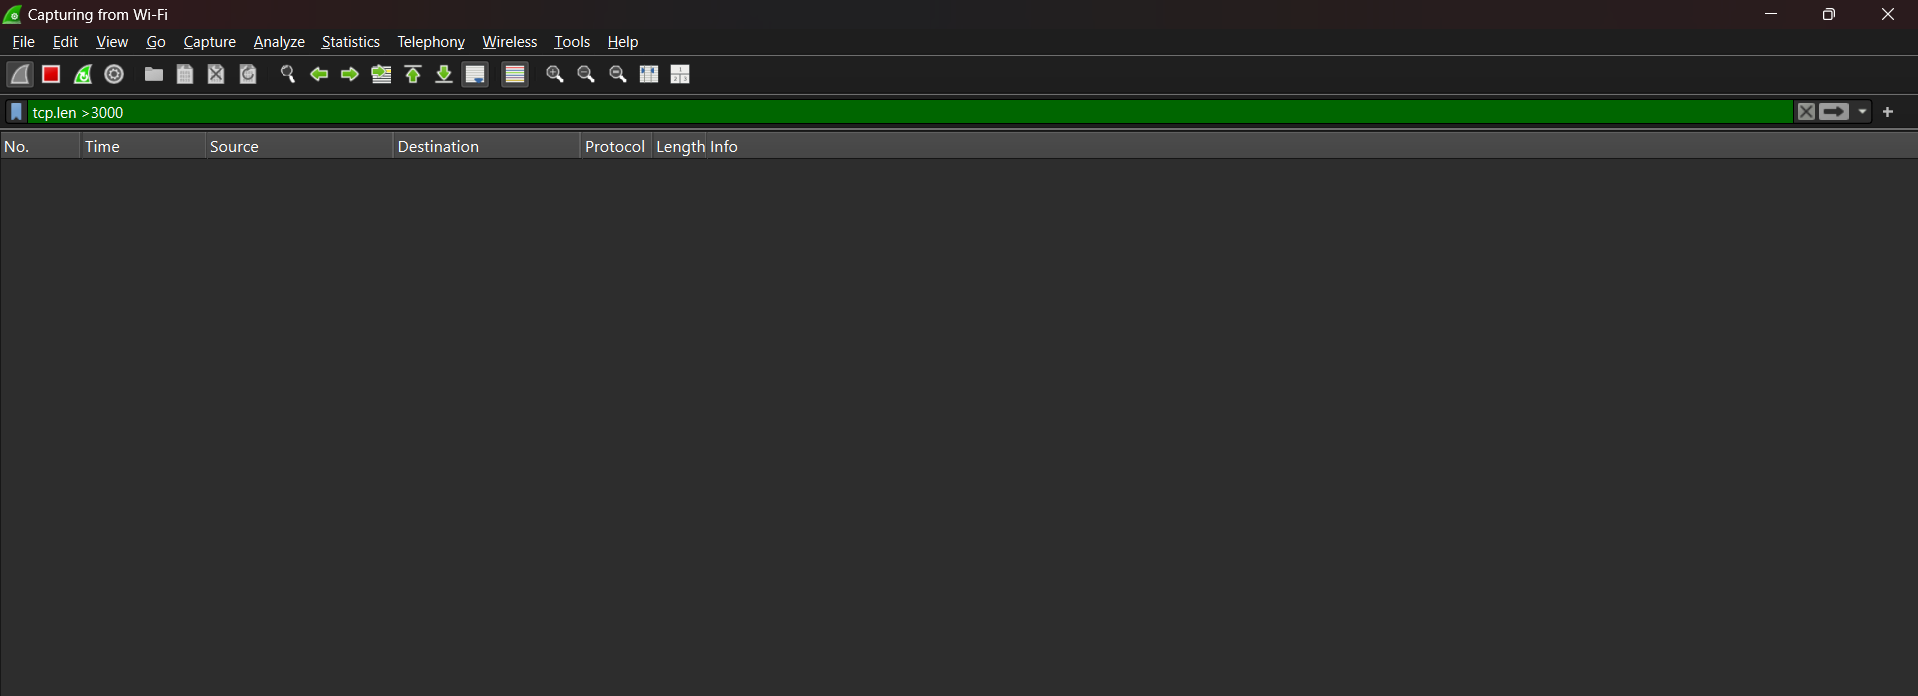 Capturing from Wi-Fi
File Edit View Go Capture Analyze Statistics Telephony Wireless Tools Help
tcp.len >3000
No. Time Source Destination Protocol Length Info